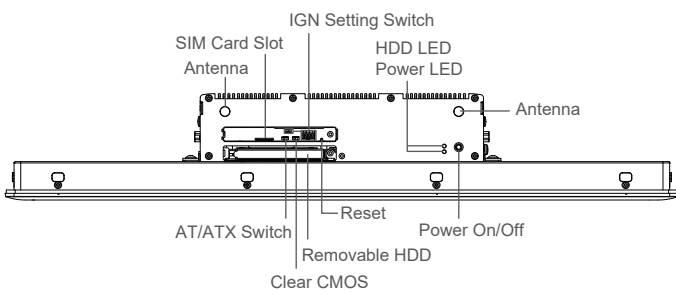 IGN Setting Switch
SIM Card Slot
HDD LED
Antenna
Power LED
Antenna
Reset
AT/ATX Switch
Power On/Off
Removable HDD
Clear CMOS